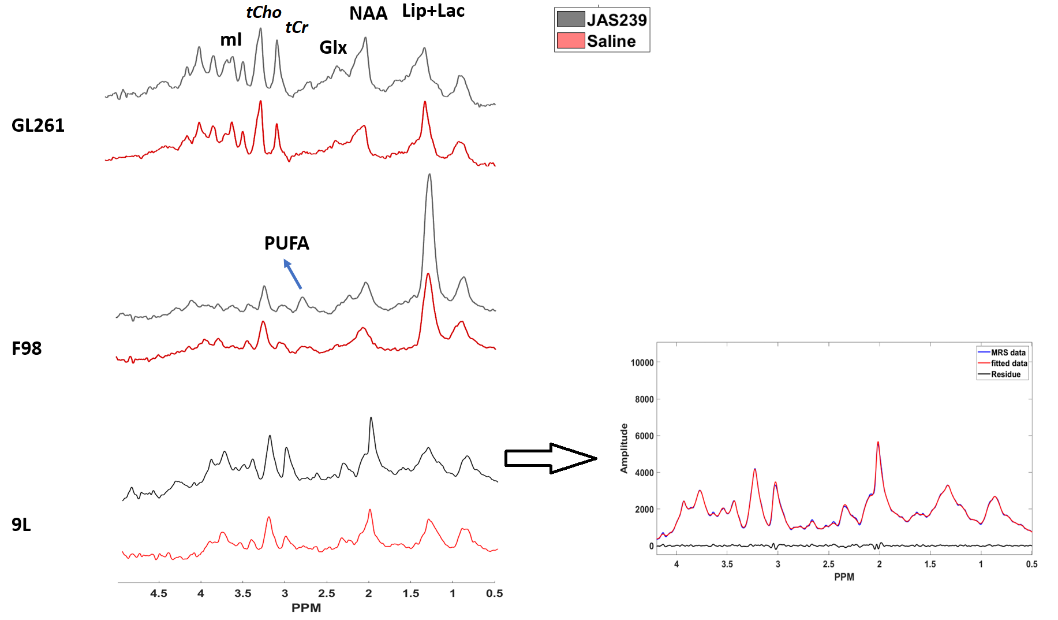 tCho
tCr
NAA
Lip+Lac
mI
Glx
JAS239
Saline
GL261
PUFA
F98
9L
4.5 4 3.5 3 2.5 2 1.5 1 0.5
PPM
MRS data
fitted data
Residue
10000
8000
6000
4000
2000
0
Amplitude
4 3.5 3 2.5 2 1.5 1 0.5
PPM